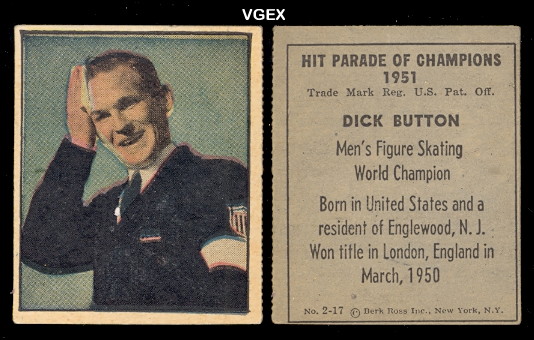 VGEX
HIT PARADE OF CHAMPIONS
1951
Trade Mark Reg. U.S. Pat. Off.
DICK BUTTON
Men's Figure Skating
World Champion
Born in United States and a
resident of Englewood, N. J.
Won title in London, England in
March, 1950
No. 2-17 © Berk Ross Inc., New York, N.Y.